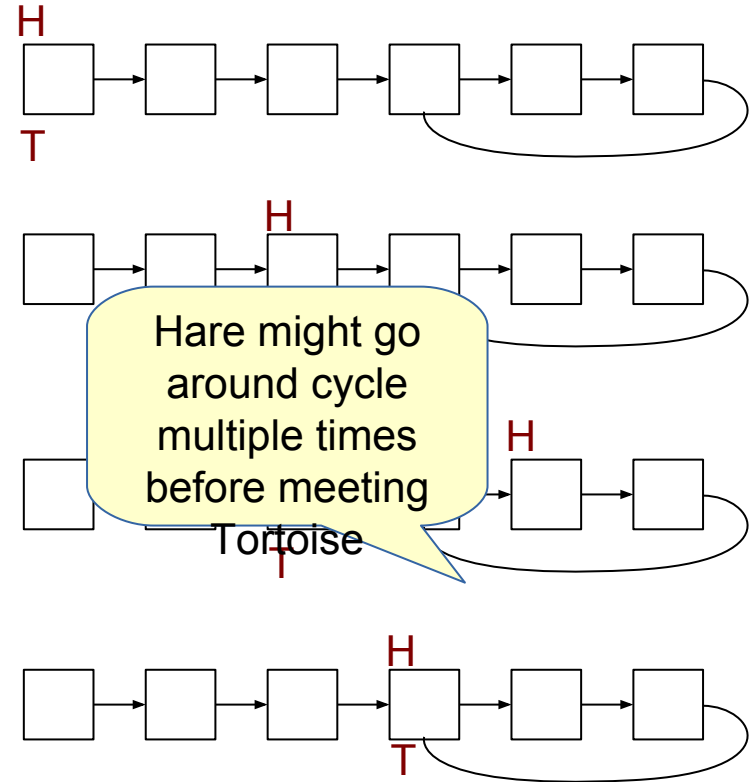 H
T
H
Hare might go
around cycle
multiple times
before meeting
Tortoise
H
T
H
T